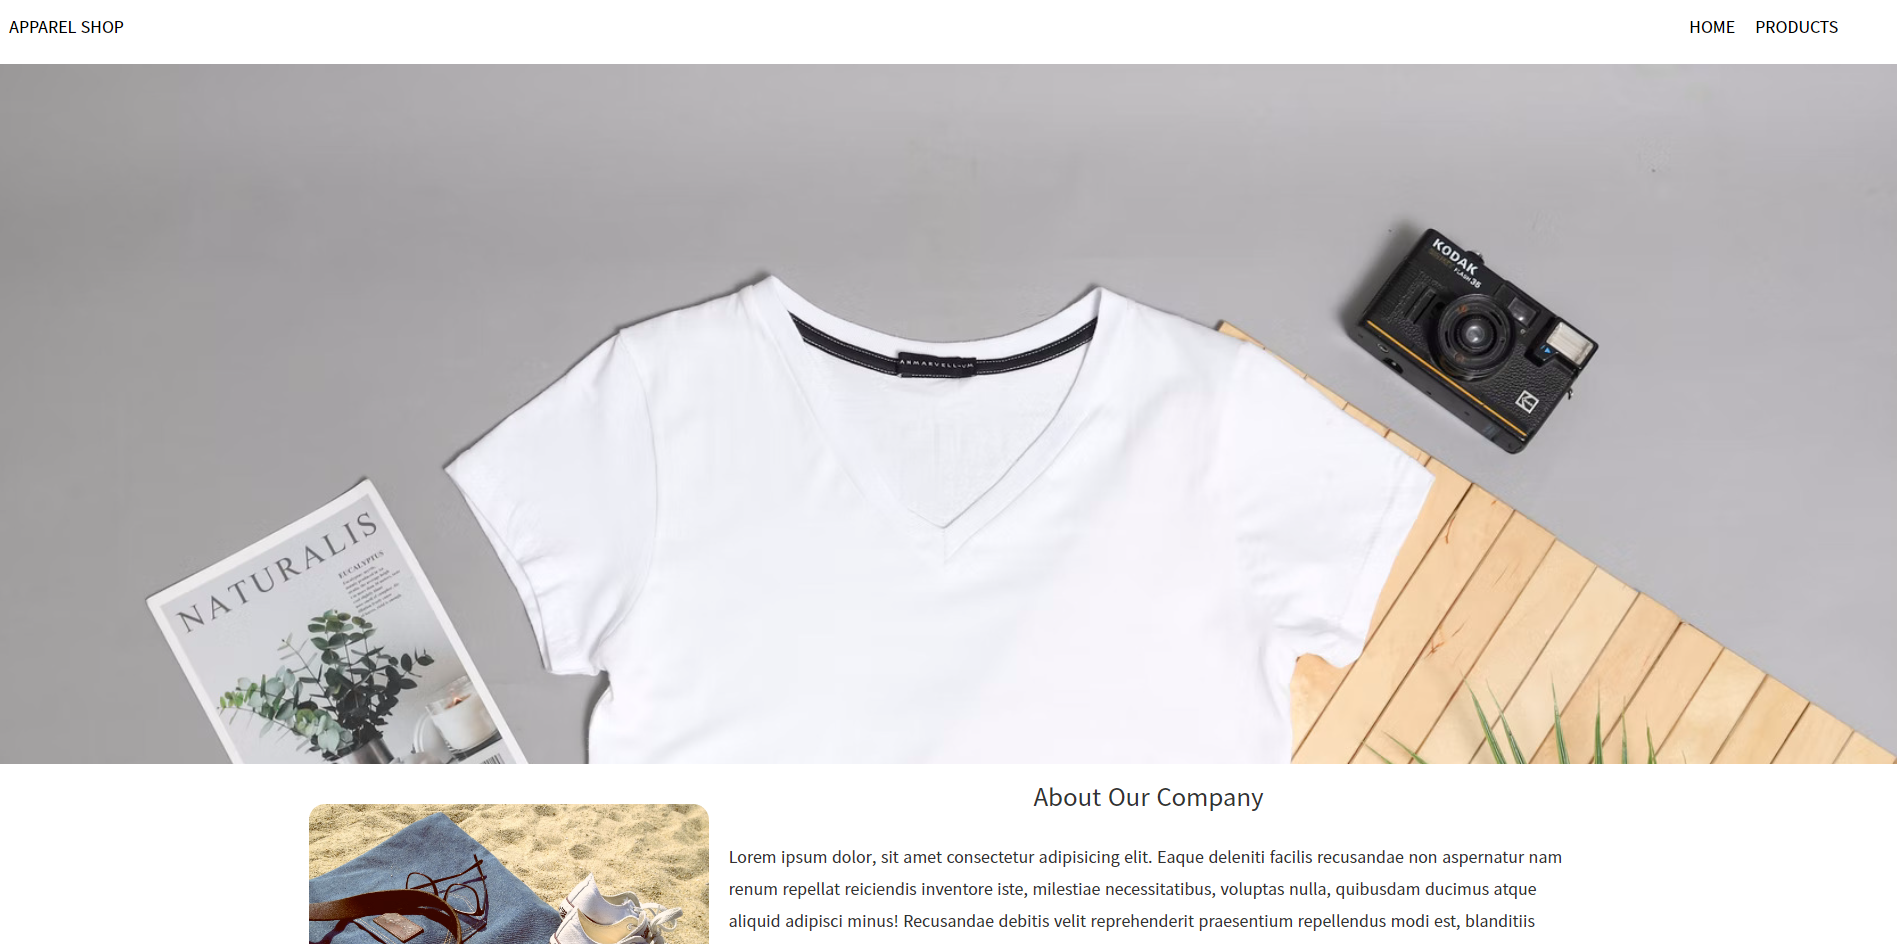 APPAREL SHOP
HOME PRODUCTS
KODAK
FLASH 35
NATURALIS
EUCALYPTUS
About Our Company
Lorem ipsum dolor, sit amet consectetur adipisicing elit. Eaque deleniti facilis recusandae non aspernatur nam
renum repellat reiciendis inventore iste, milestiae necessitatibus, voluptas nulla, quibusdam ducimus atque
aliquid adipisci minus! Recusandae debitis velit reprehenderit praesentium repellendus modi est, blanditiis